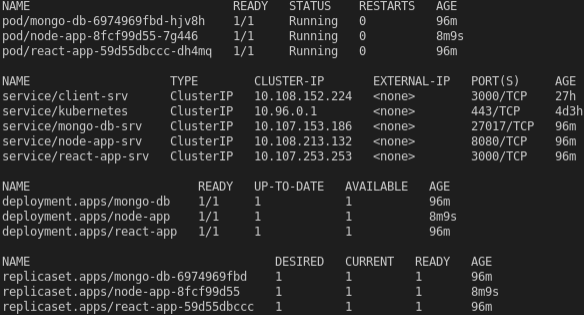 NAME READY STATUS RESTARTS AGE
pod/mongo-db-6974969fbd-hjv8h 1/1 Running 0 96m
pod/node-app-8fcf99d55-7g446 1/1 Running 0 8m9s
pod/react-app-59d55dbccc-dh4mq 1/1 Running 0 96m
NAME TYPE CLUSTER-IP EXTERNAL-IP PORT(S) AGE
service/client-srv ClusterIP 10.108.152.224 <none> 3000/TCP 27h
service/kubernetes ClusterIP 10.96.0.1 <none> 443/TCP 4d3h
service/mongo-db-srv ClusterIP 10.107.153.186 <none> 27017/TCP 96m
service/node-app-srv ClusterIP 10.108.213.132 <none> 8080/TCP 96m
service/react-app-srv ClusterIP 10.107.253.253 <none> 3000/TCP 96m
NAME READY UP-TO-DATE AVAILABLE AGE
deployment.apps/mongo-db 1/1 1 1 96m
deployment.apps/node-app 1/1 1 1 8m9s
deployment.apps/react-app 1/1 1 1 96m
NAME DESIRED CURRENT READY AGE
replicaset.apps/mongo-db-6974969fbd 1 1 1 96m
replicaset.apps/node-app-8fcf99d55 1 1 1 8m9s
replicaset.apps/react-app-59d55dbccc 1 1 1 96m